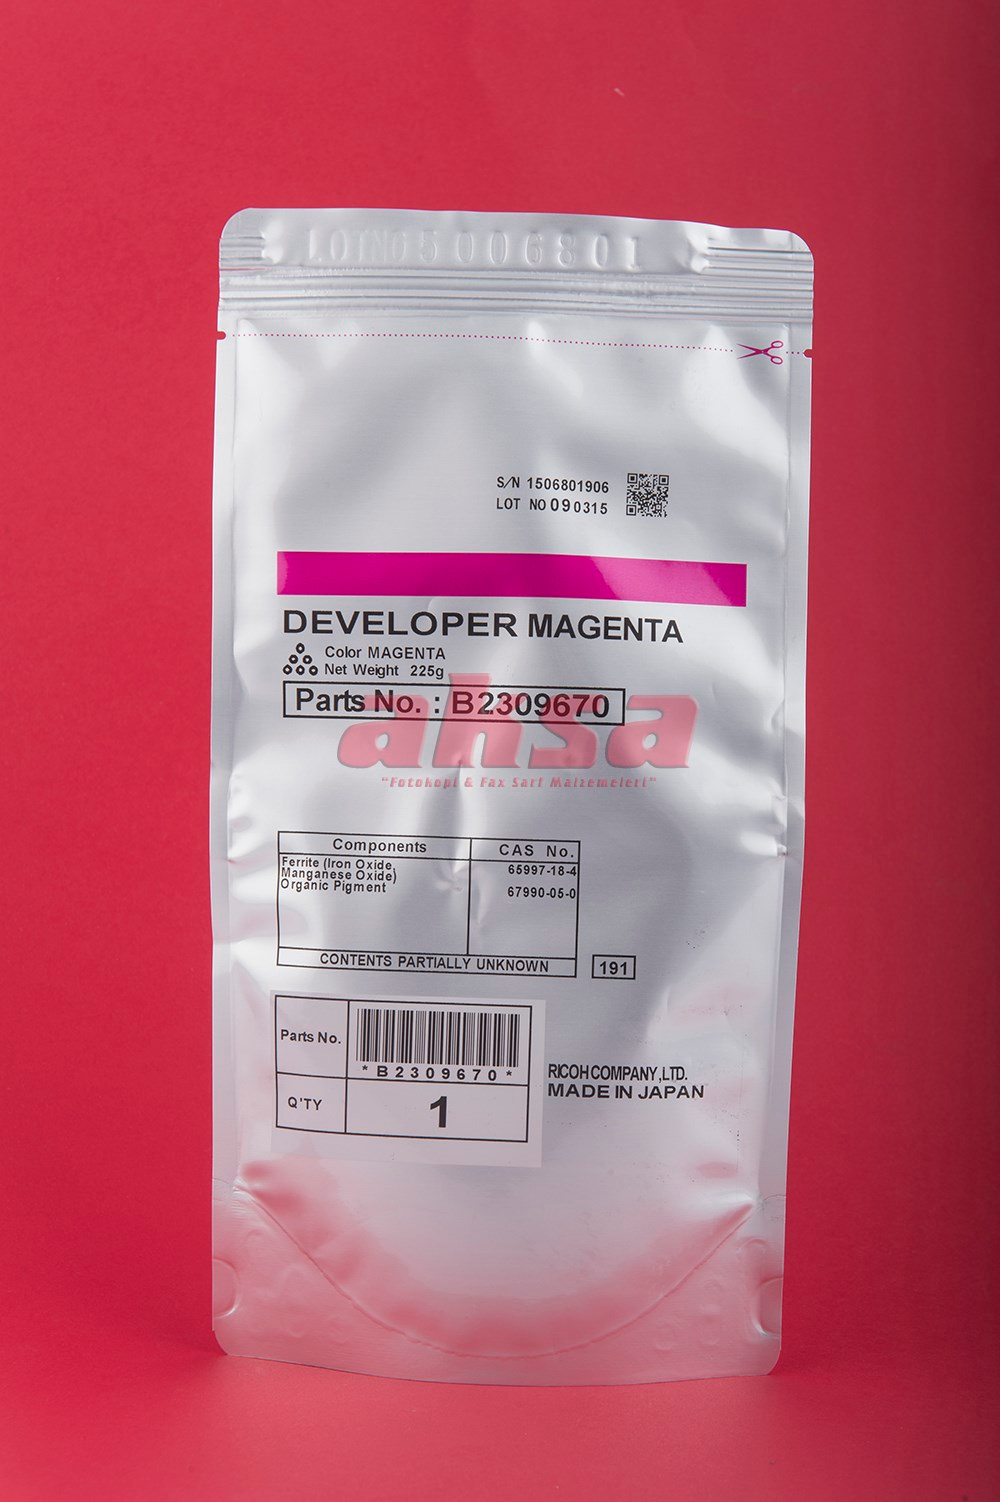 LOTNO5006801
S/N 1506801906
LOT NO 090315
DEVELOPER MAGENTA
Color MAGENTA
Net Weight 225g
Parts No. : B2309670
ahsa
"Fotokopi & Fax Sarf Malzemeleri"
Components CAS No.
Ferrite (Iron Oxide, 65997-18-4
Manganese Oxide)
Organic Pigment 67990-05-0
CONTENTS PARTIALLY UNKNOWN
191
Parts No.
*B2309670*
Q'TY 1
RICOH COMPANY,LTD.
MADE IN JAPAN